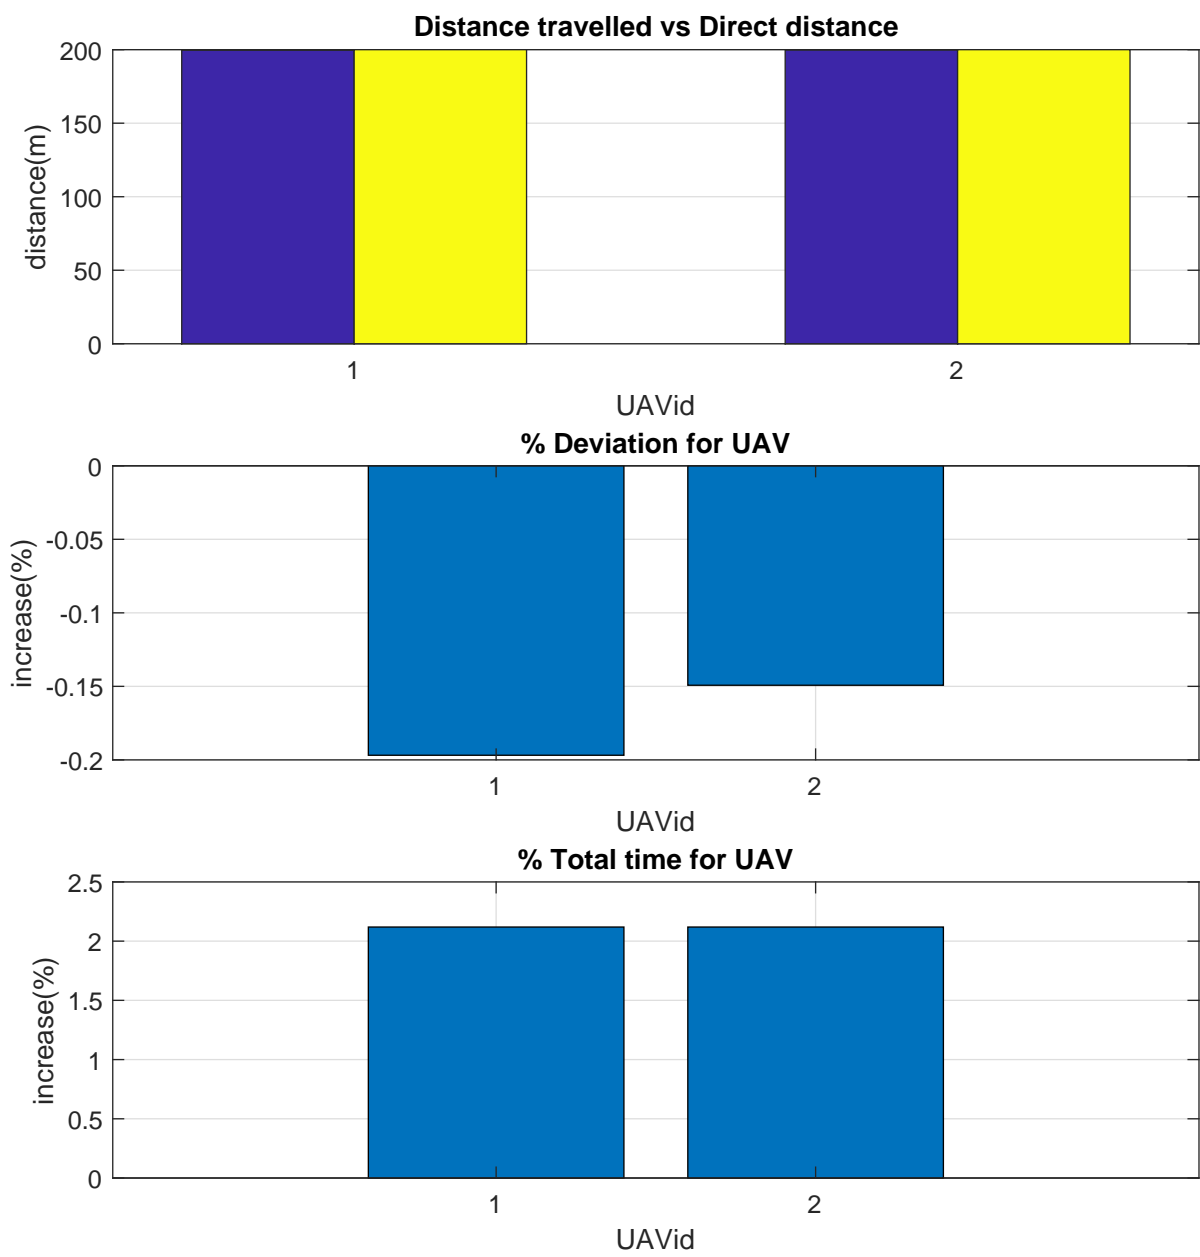 Distance travelled vs Direct distance
200
150
100
50
0
distance(m)
1
2
UAVid
% Deviation for UAV
0
-0.05
-0.1
-0.15
-0.2
increase(%)
1
2
UAVid
% Total time for UAV
2.5
2
1.5
1
0.5
0
increase(%)
1
2
UAVid